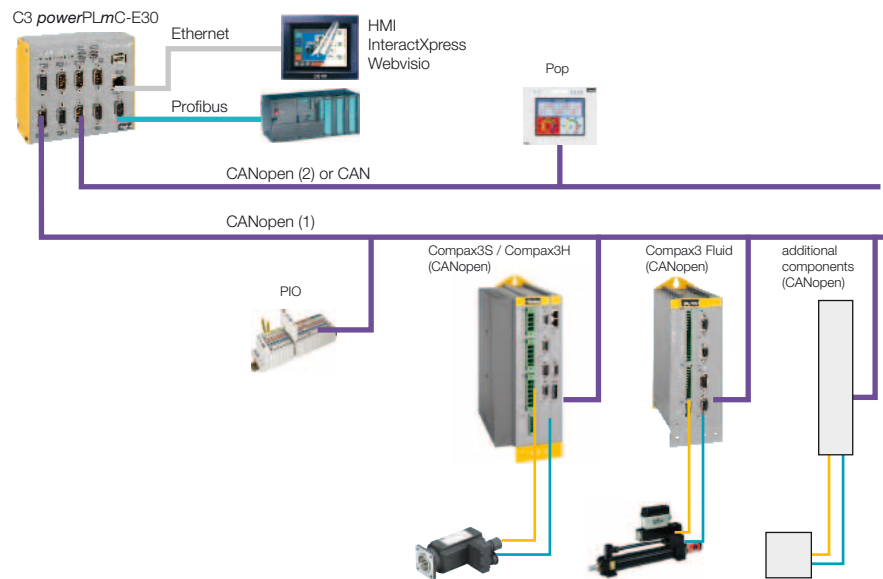 C3 powerPLmC-E30
Ethernet
HMI
InteractXpress
Webvisio
Profibus
Pop
CANopen (2) or CAN
CANopen (1)
Compax3S / Compax3H
(CANopen)
Compax3 Fluid
(CANopen)
additional
components
(CANopen)
PIO